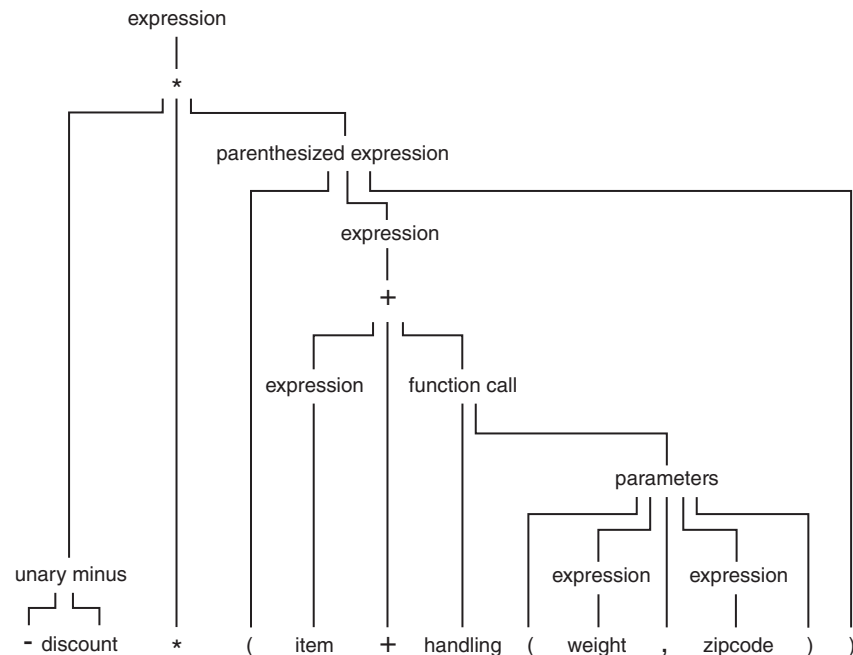 expression
*
parenthesized expression
expression
+
expression function call
parameters
unary minus expression expression
- discount * ( item + handling ( weight , zipcode ) )